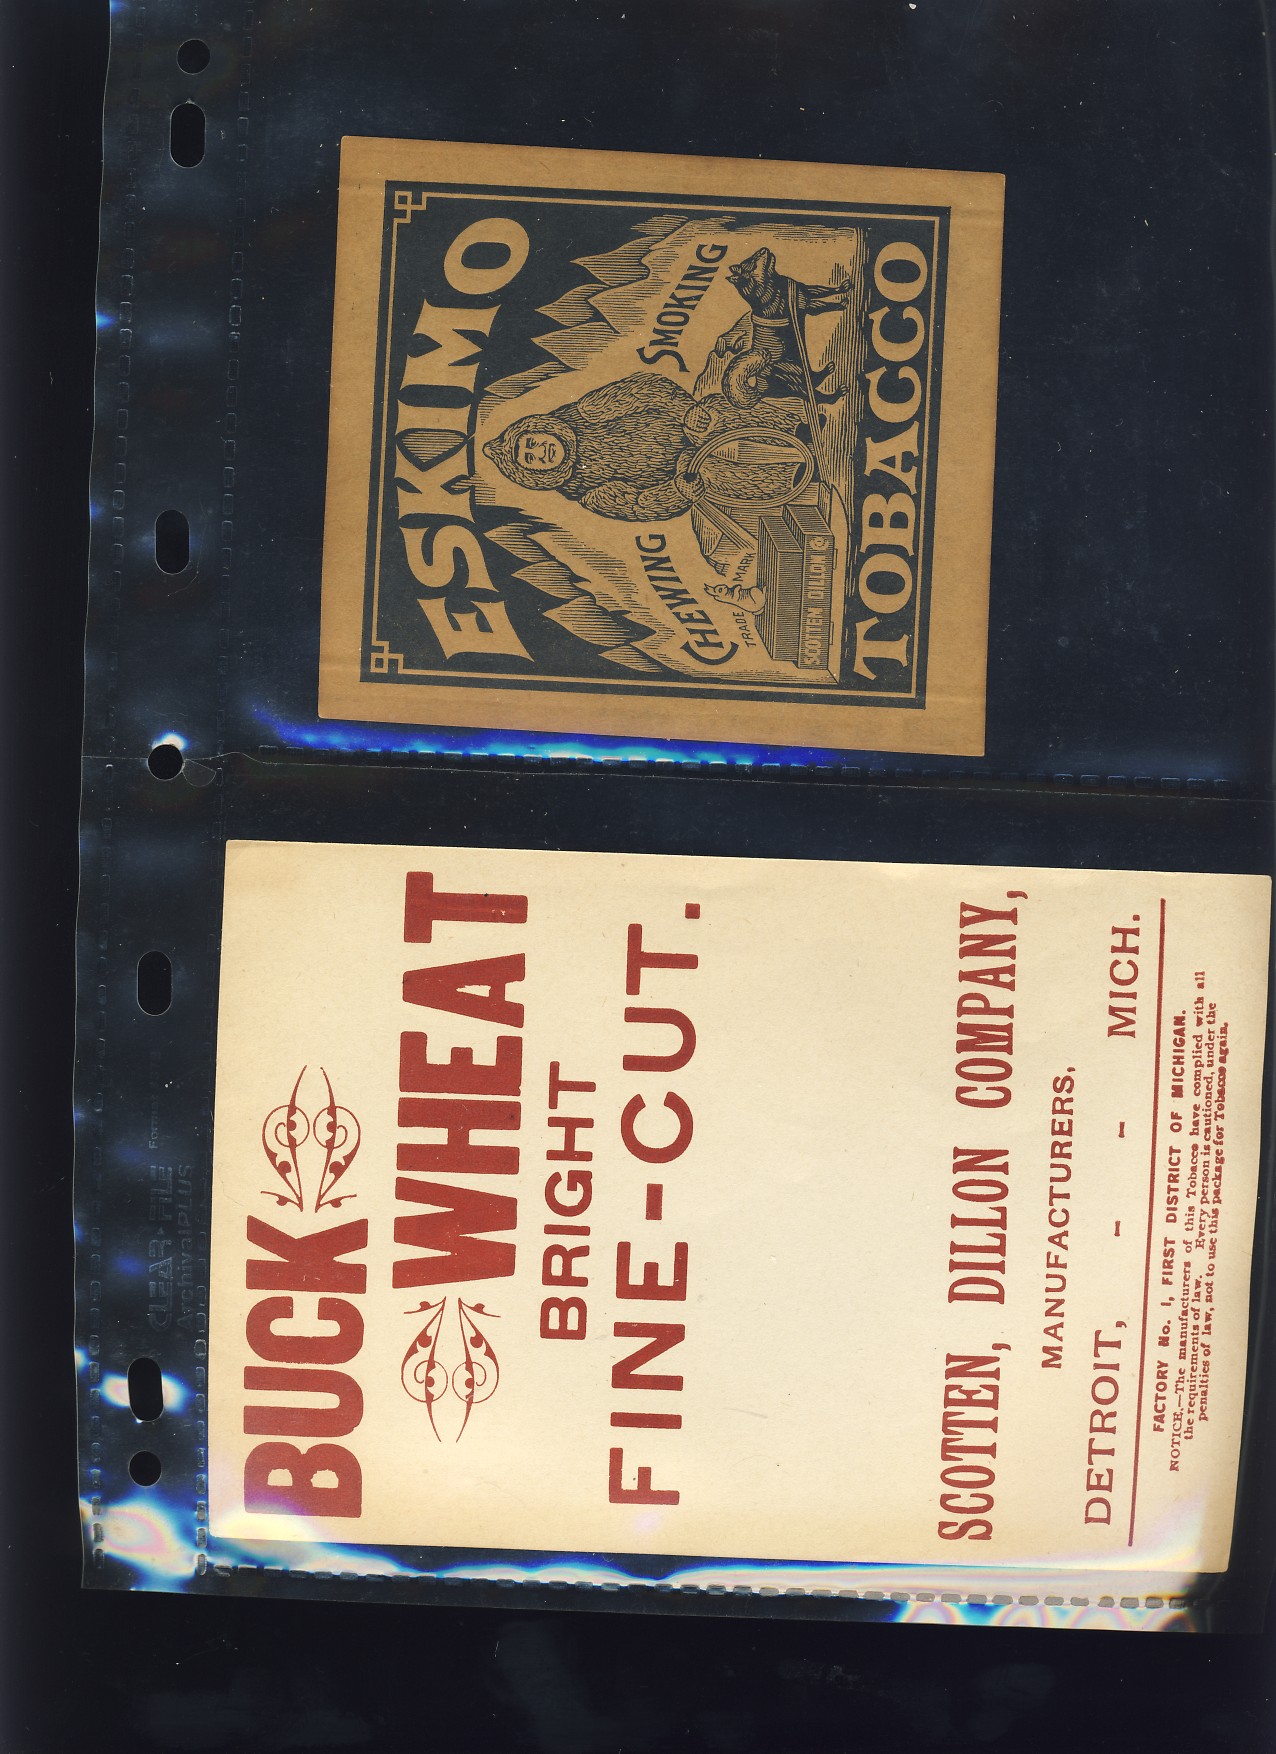 ESKIMO
CHEWING
SMOKING
TRADE MARK
SCOTTEN DILLON Co
TOBACCO
BUCK
WHEAT
BRIGHT
FINE-CUT.
SCOTTEN, DILLON COMPANY,
MANUFACTURERS,
DETROIT, - - MICH.
FACTORY No. 1, FIRST DISTRICT OF MICHIGAN.
NOTICE.—The manufacturers of this Tobacco have complied with all
the requirements of law. Every person is cautioned, under the
penalties of law, not to use this package for Tobacco again.
CLEAR FILE
ArchivalPLUS